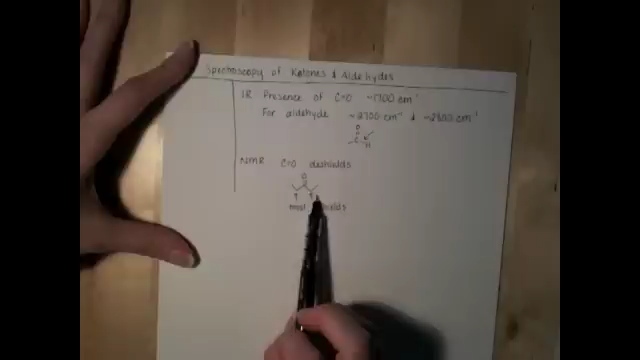 Spectroscopy of Ketones & Aldehydes
IR Presence of C=O ~1700 cm⁻¹
For aldehyde ~2700 cm⁻¹ & ~2800 cm⁻¹
O
C H
NMR C=O deshields
O
most